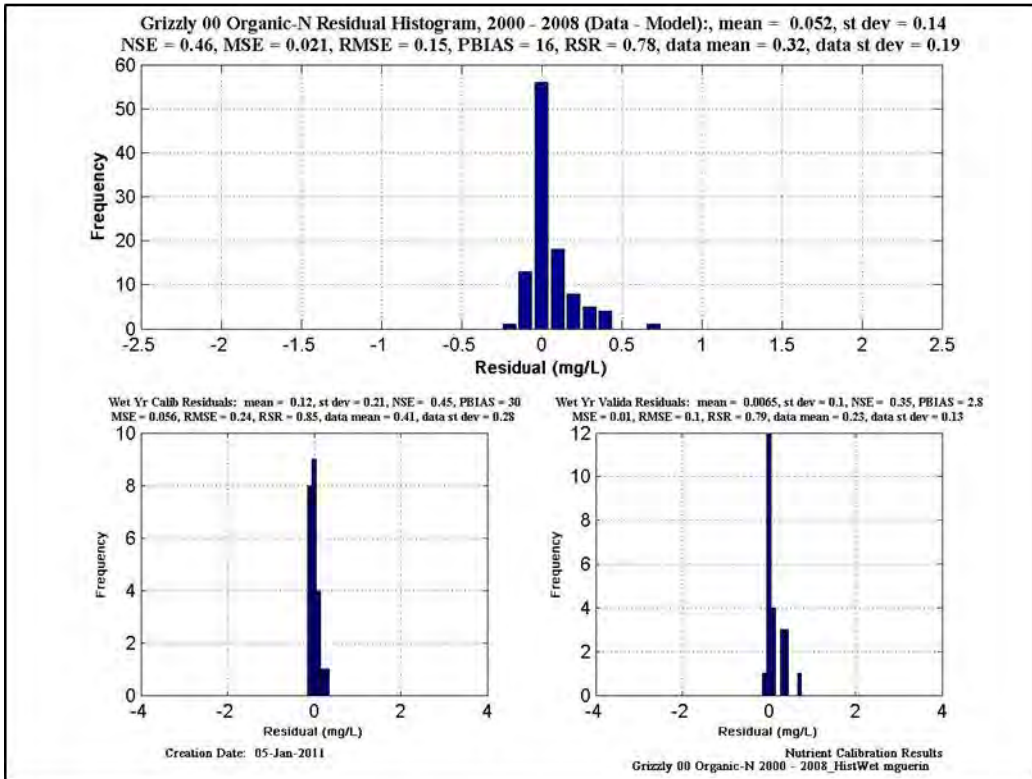 Grizzly 00 Organic-N Residual Histogram, 2000 - 2008 (Data - Model):, mean = 0.052, st dev = 0.14
NSE = 0.46, MSE = 0.021, RMSE = 0.15, PBIAS = 16, RSR = 0.78, data mean = 0.32, data st dev = 0.19
60
50
40
30
20
10
0
Frequency
-2.5 -2 -1.5 -1 -0.5 0 0.5 1 1.5 2 2.5
Residual (mg/L)
Wet Yr Calib Residuals: mean = 0.12, st dev = 0.21, NSE = 0.45, PBIAS = 30
MSE = 0.056, RMSE = 0.24, RSR = 0.85, data mean = 0.41, data st dev = 0.28
10
8
6
4
2
0
Frequency
-4 -2 0 2 4
Residual (mg/L)
Wet Yr Valida Residuals: mean = 0.0065, st dev = 0.1, NSE = 0.35, PBIAS = 2.8
MSE = 0.01, RMSE = 0.1, RSR = 0.79, data mean = 0.23, data st dev = 0.13
12
10
8
6
4
2
0
Frequency
-4 -2 0 2 4
Residual (mg/L)
Creation Date: 05-Jan-2011
Nutrient Calibration Results
Grizzly 00 Organic-N 2000 - 2008_HistWet mguerin